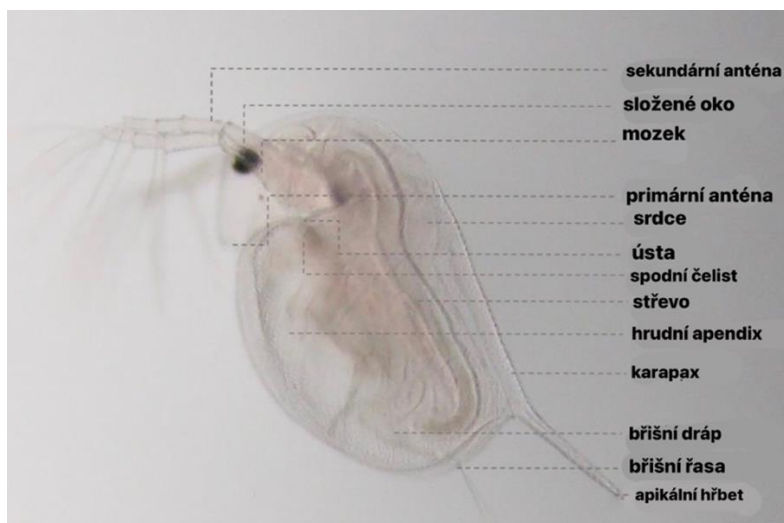 sekundární anténa
složené oko
mozek
primární anténa
srdce
ústa
spodní čelist
střevo
hrudní apendix
karapax
břišní dráp
břišní řasa
apikální hřbet